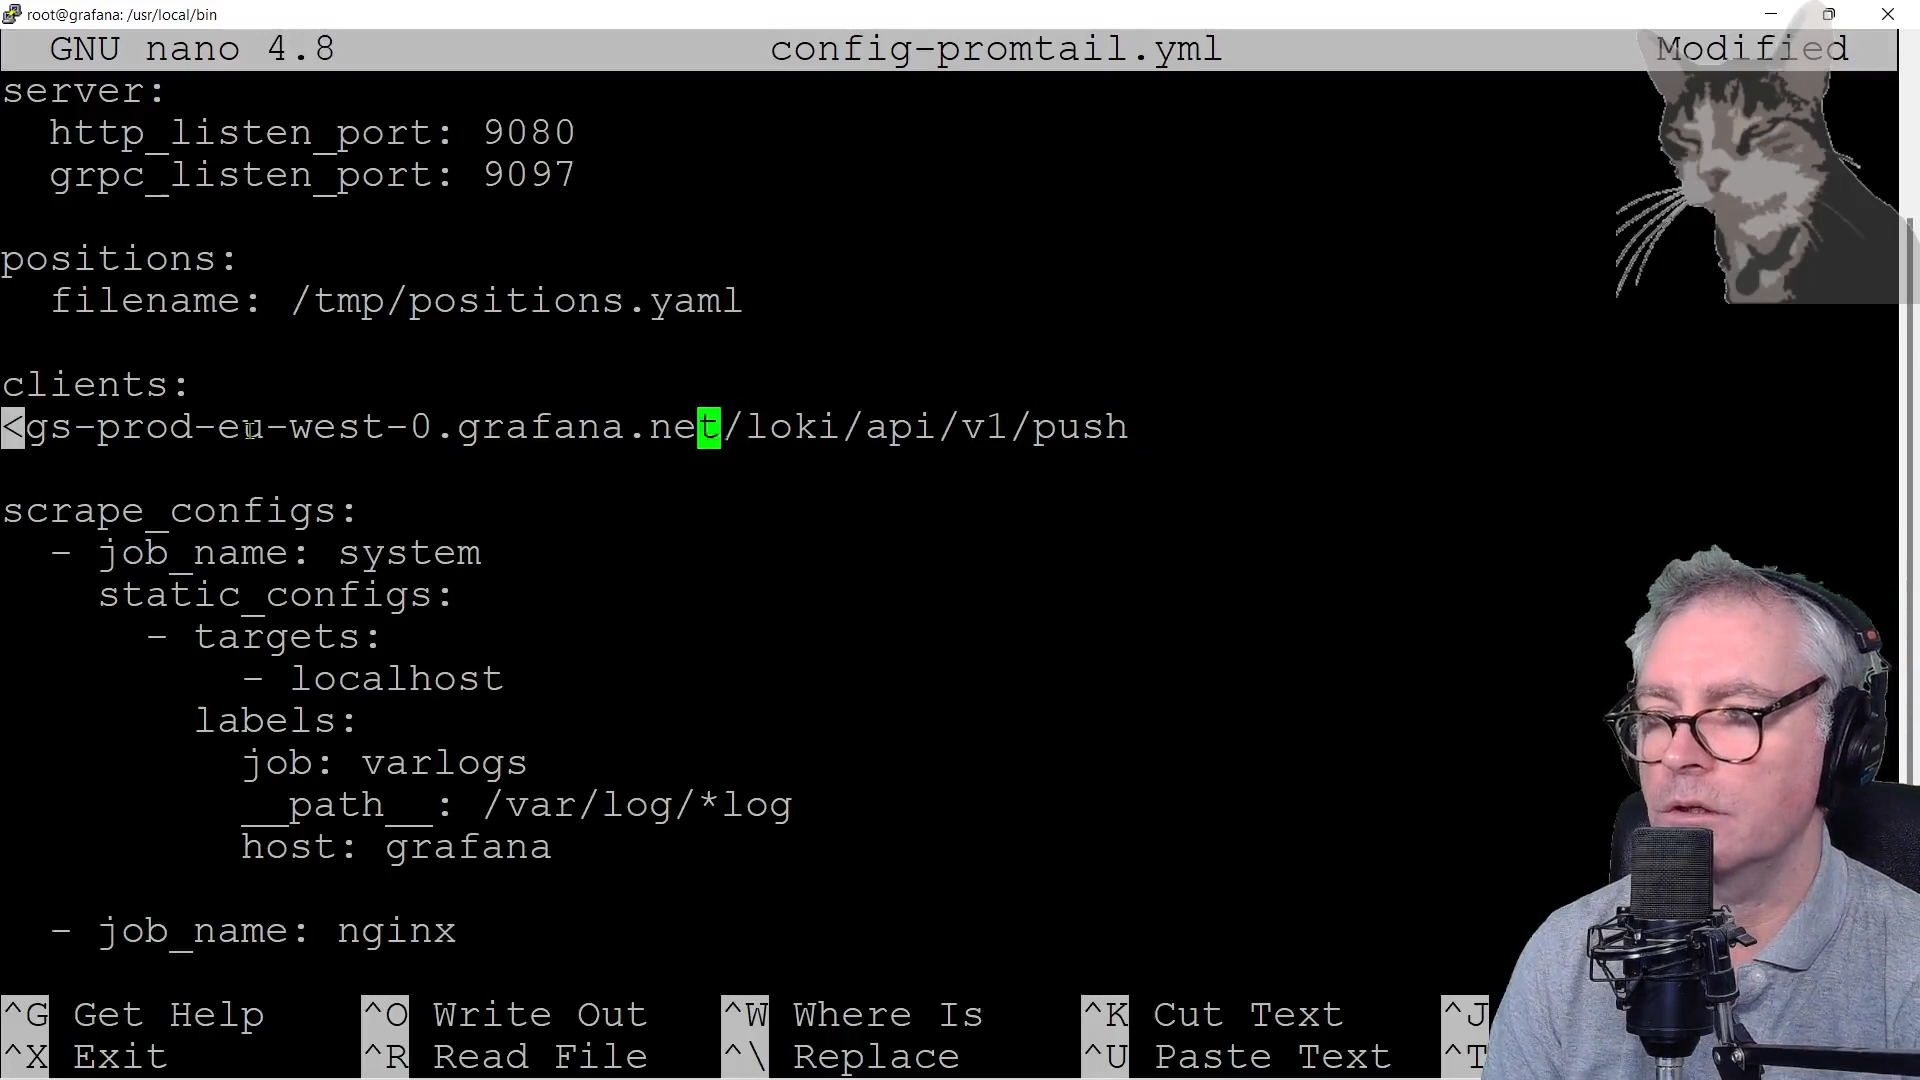 root@grafana: /usr/local/bin
GNU nano 4.8 config-promtail.yml Modified
server:
http_listen_port: 9080
grpc_listen_port: 9097
positions:
filename: /tmp/positions.yaml
clients:
<gs-prod-eu-west-0.grafana.net/loki/api/v1/push
scrape_configs:
- job_name: system
static_configs:
- targets:
- localhost
labels:
job: varlogs
__path__: /var/log/*log
host: grafana
- job_name: nginx
^G Get Help ^O Write Out ^W Where Is ^K Cut Text ^J
^X Exit ^R Read File ^\ Replace ^U Paste Text ^T